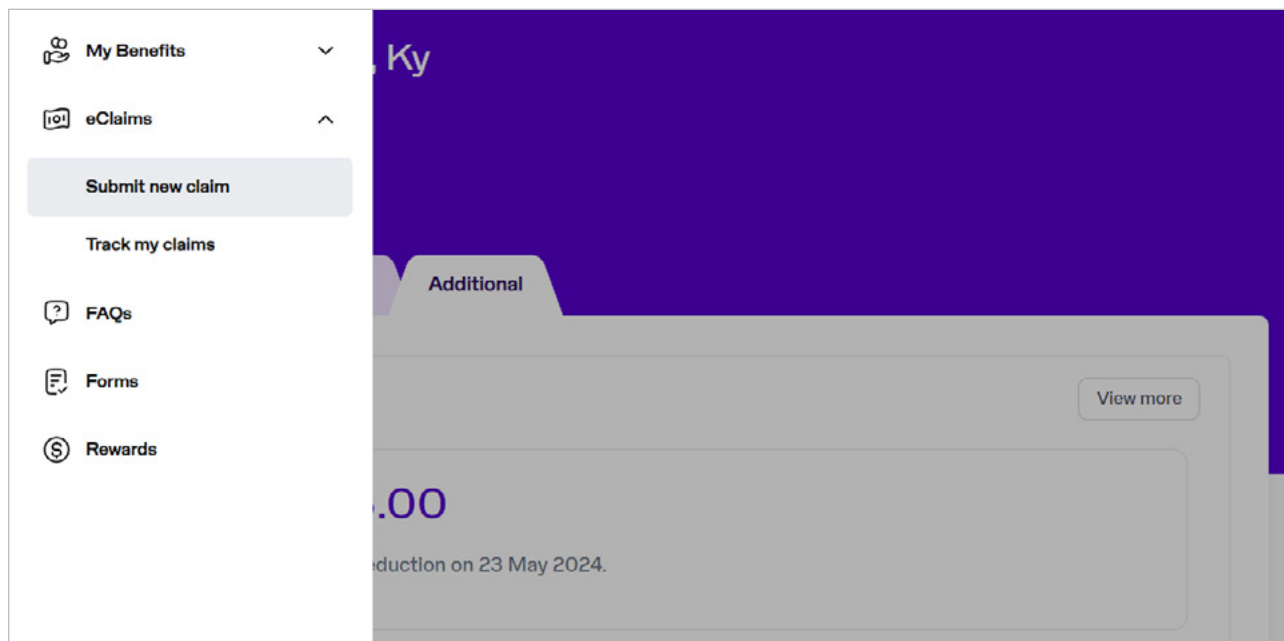 My Benefits
eClaims
Submit new claim
Track my claims
FAQs
Forms
Rewards
, Ky
Additional
View more
.00
eduction on 23 May 2024.